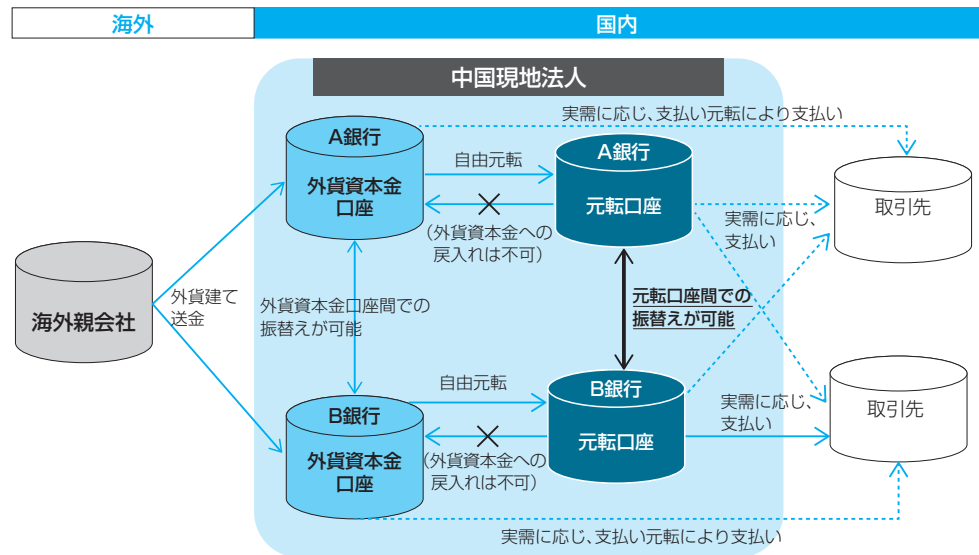 海外
国内
中国現地法人
実需に応じ、支払い元転により支払い
A銀行
外貨資本金
口座
自由元転
(外貨資本金への
戻入れは不可)
A銀行
元転口座
取引先
実需に応じ、
支払い
海外親会社
外貨建て
送金
外貨資本金口座間での
振替えが可能
元転口座間での
振替えが可能
B銀行
外貨資本金
口座
自由元転
(外貨資本金への
戻入れは不可)
B銀行
元転口座
実需に応じ、
支払い
取引先
実需に応じ、支払い元転により支払い